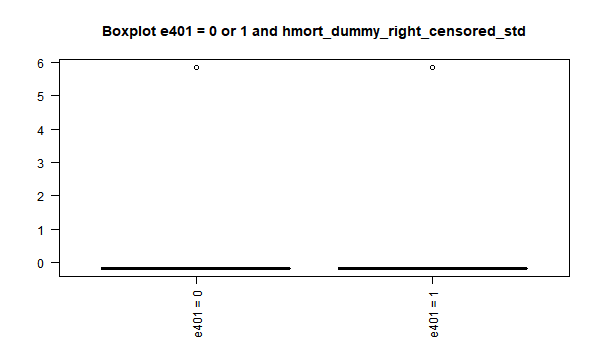 Boxplot e401 = 0 or 1 and hmort_dummy_right_censored_std
6
5
4
3
2
1
0
e401 = 0
e401 = 1